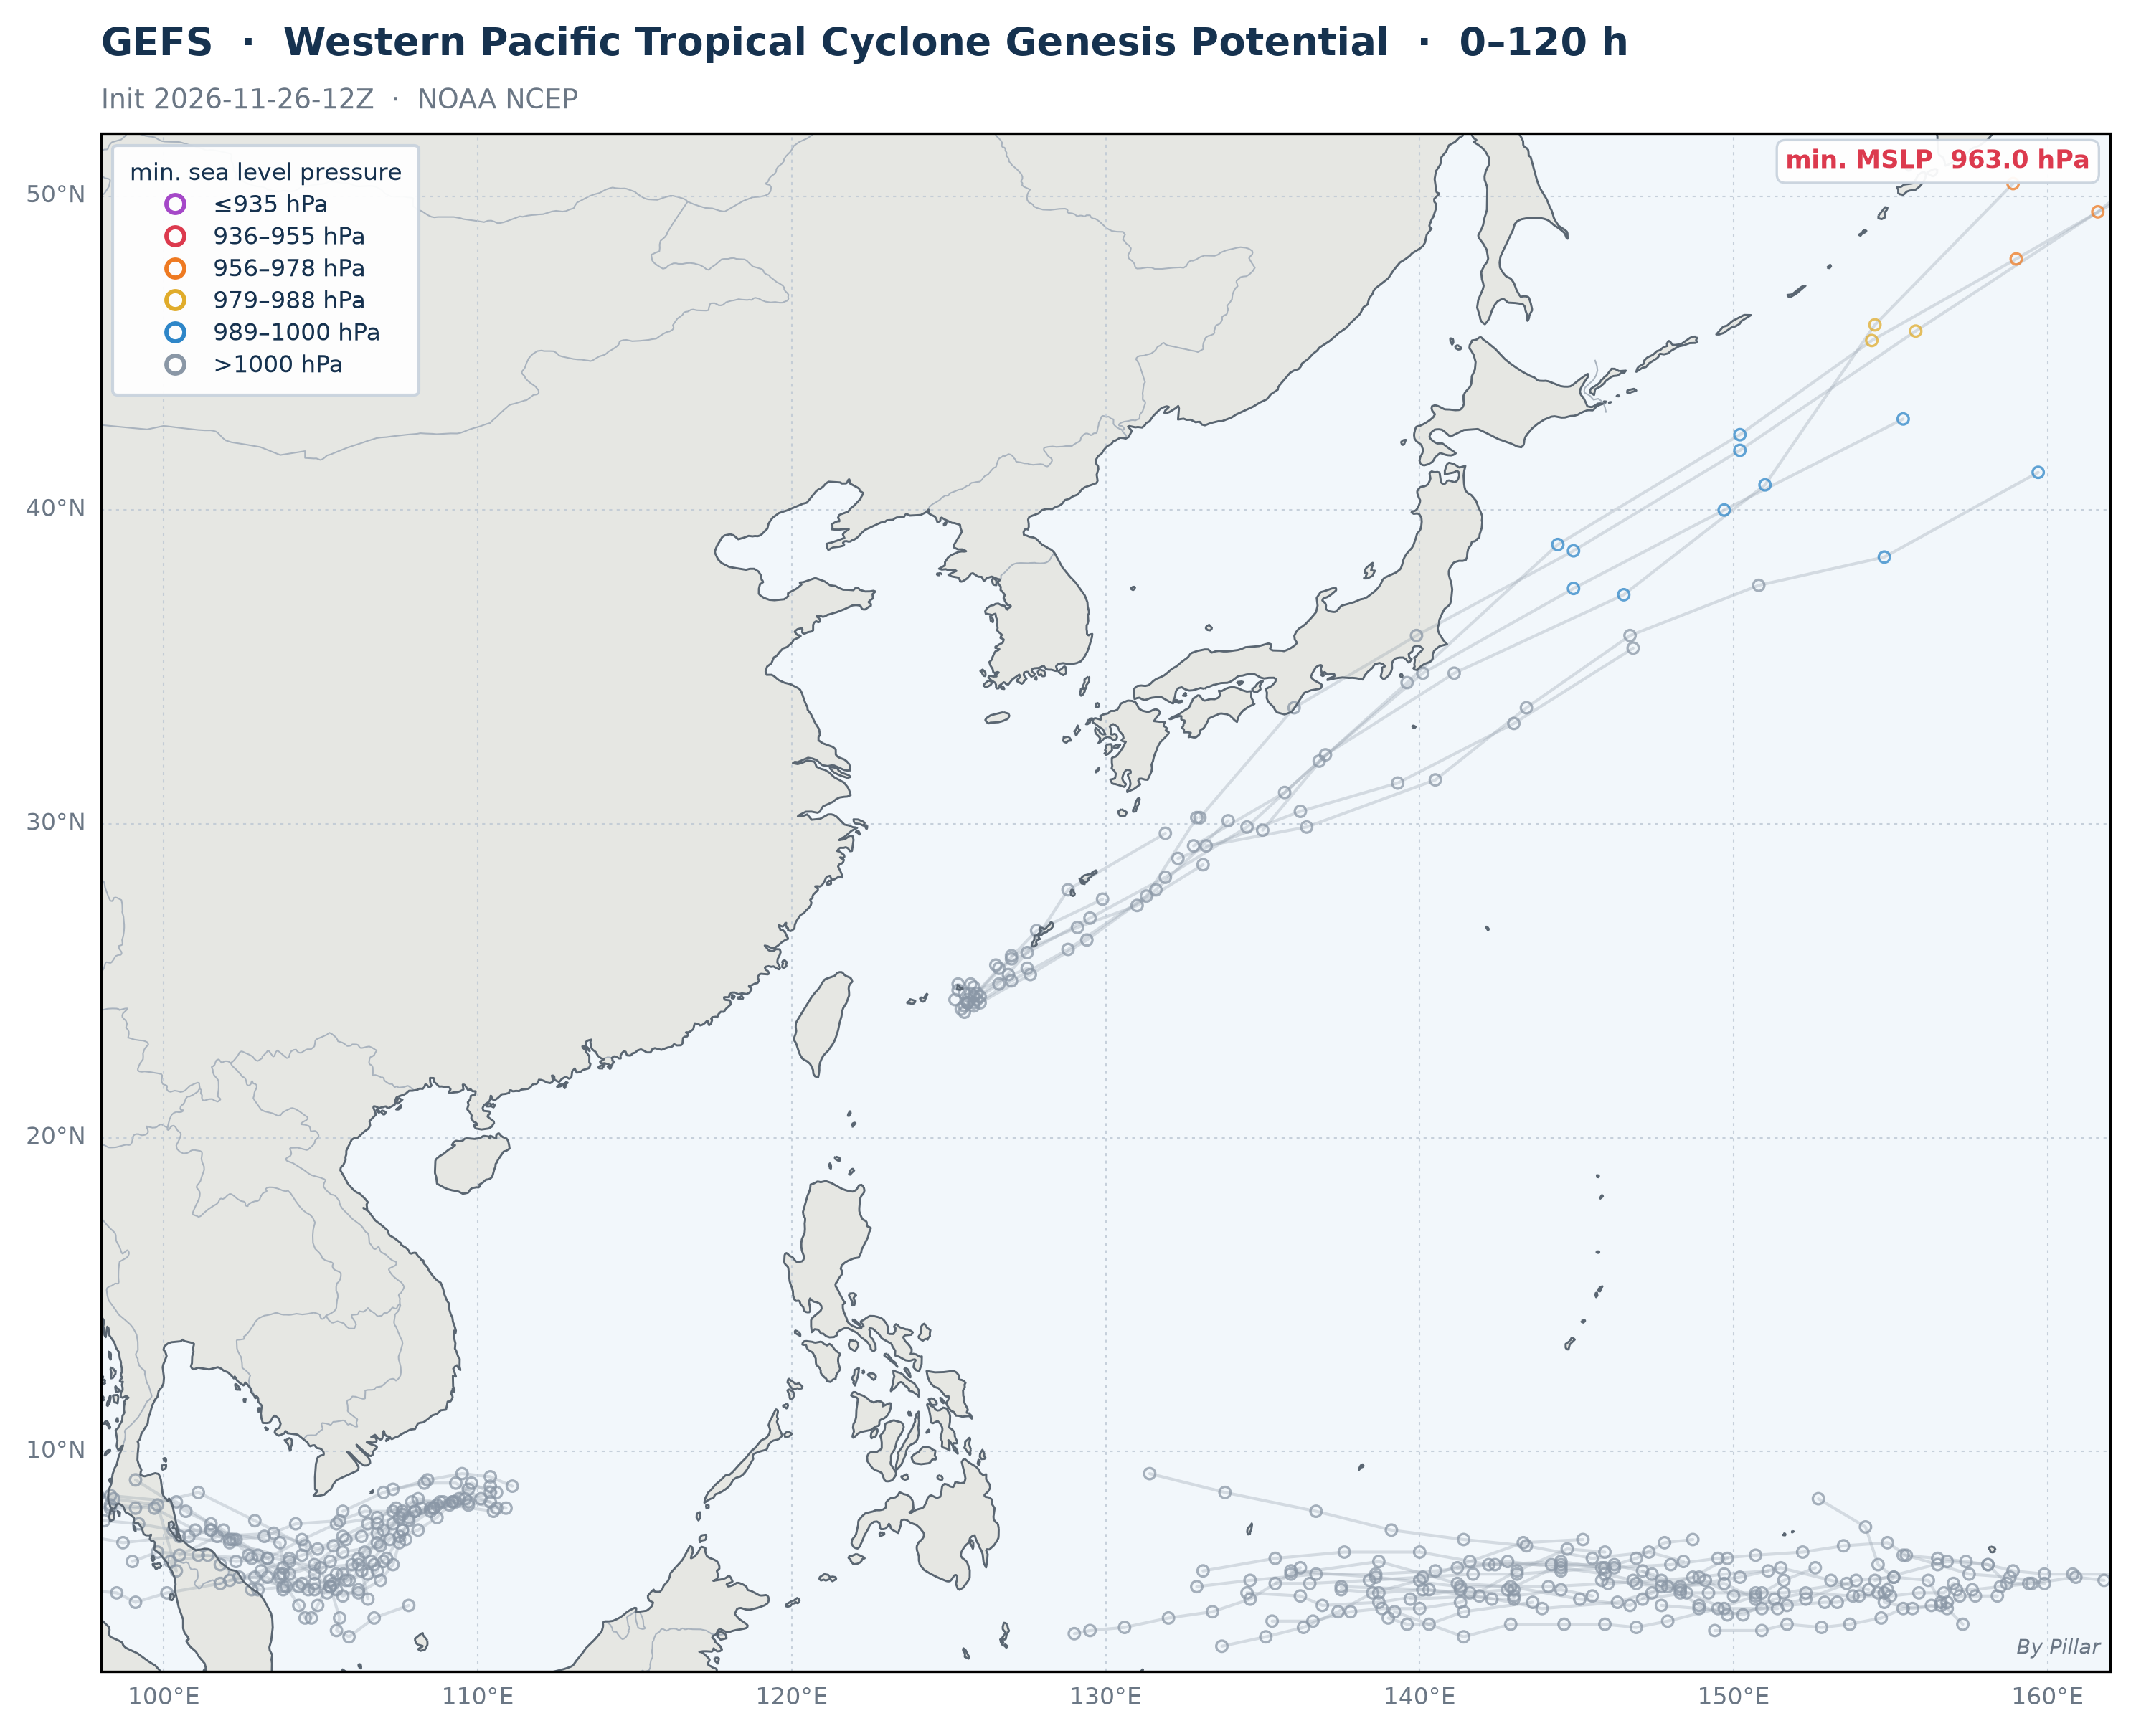 GEFS · Western Pacific Tropical Cyclone Genesis Potential · 0–120 h
Init 2026-11-26-12Z · NOAA NCEP
min. sea level pressure
≤935 hPa
936–955 hPa
956–978 hPa
979–988 hPa
989–1000 hPa
>1000 hPa
min. MSLP 963.0 hPa
50°N
40°N
30°N
20°N
10°N
By Pillar
100°E 110°E 120°E 130°E 140°E 150°E 160°E